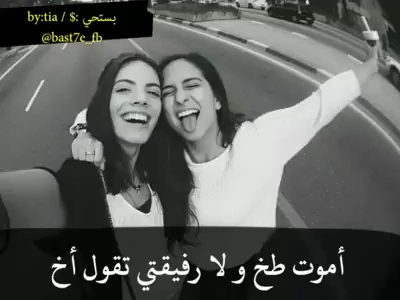 by:tia / $: بستحي
@bast7e_fb
أموت طخ و لا رفيقتي تقول أخ